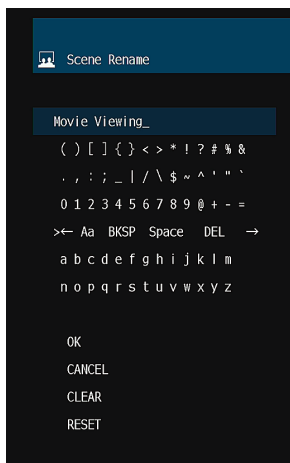 Scene Rename
Movie Viewing_
( ) [ ] { } < > * ! ? # % &
. , : ; _ | / \ $ ~ ^ ' " `
0 1 2 3 4 5 6 7 8 9 @ + - =
>← Aa BKSP Space DEL →
a b c d e f g h i j k l m
n o p q r s t u v w x y z
OK
CANCEL
CLEAR
RESET